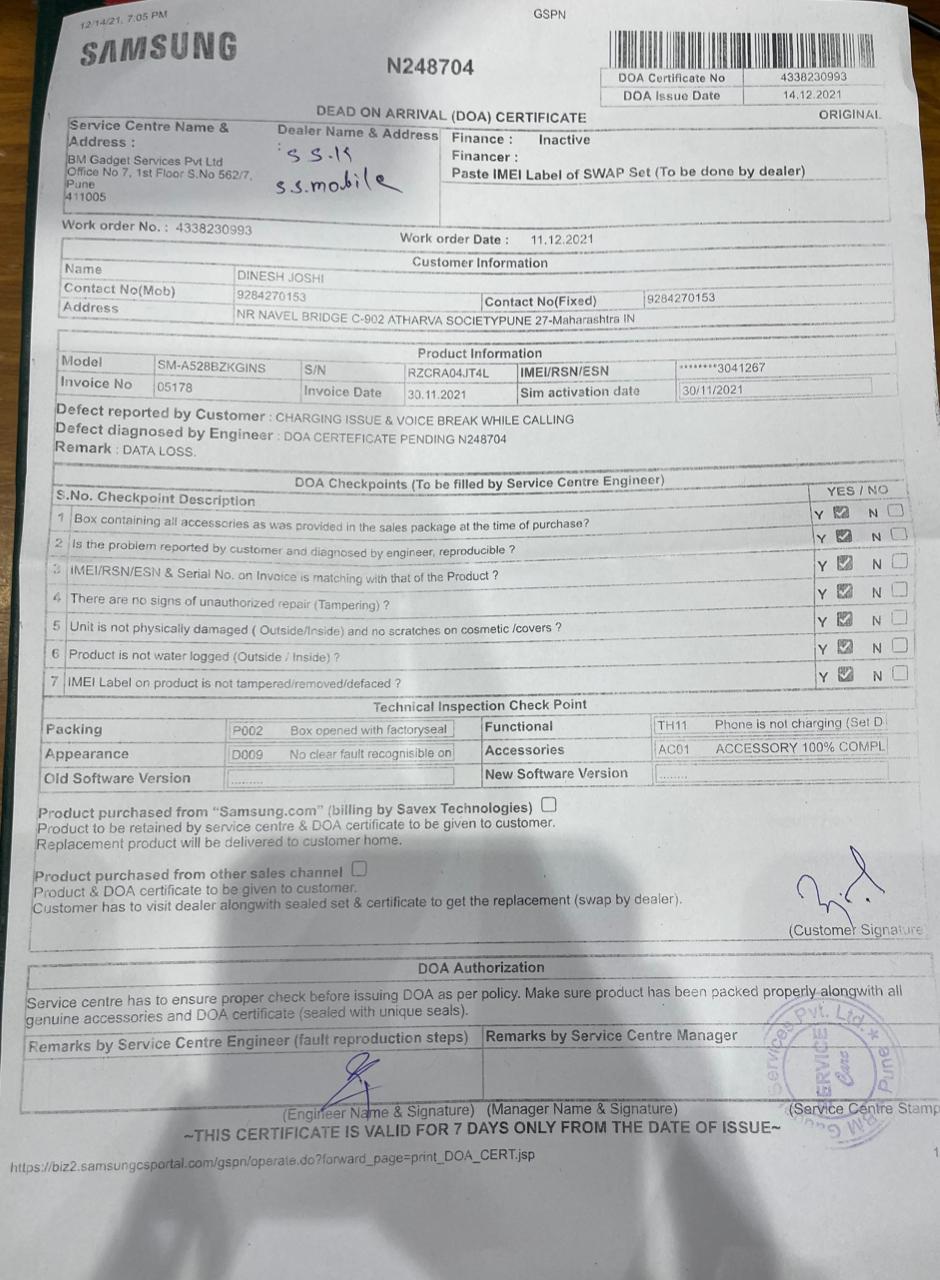 12/14/21, 7:05 PM
GSPN
SAMSUNG
N248704
DOA Certificate No 4338230993
DOA Issue Date 14.12.2021
DEAD ON ARRIVAL (DOA) CERTIFICATE
ORIGINAL
Service Centre Name &
Address :
BM Gadget Services Pvt Ltd
Office No 7, 1st Floor S.No 562/7,
Pune
411005
Dealer Name & Address
: S S.K
s.s.mobile
Finance : Inactive
Financer :
Paste IMEI Label of SWAP Set (To be done by dealer)
Work order No. : 4338230993
Work order Date : 11.12.2021
Customer Information
Name DINESH JOSHI
Contact No(Mob) 9284270153 Contact No(Fixed) 9284270153
Address NR NAVEL BRIDGE C-902 ATHARVA SOCIETYPUNE 27-Maharashtra IN
Product Information
Model SM-A528BZKGINS S/N RZCRA04JT4L IMEI/RSN/ESN ********3041267
Invoice No 05178 Invoice Date 30.11.2021 Sim activation date 30/11/2021
Defect reported by Customer : CHARGING ISSUE & VOICE BREAK WHILE CALLING
Defect diagnosed by Engineer : DOA CERTEFICATE PENDING N248704
Remark : DATA LOSS.
DOA Checkpoints (To be filled by Service Centre Engineer)
S.No. Checkpoint Description YES / NO
1 Box containing all accessories as was provided in the sales package at the time of purchase? Y N
2 Is the problem reported by customer and diagnosed by engineer, reproducible ? Y N
3 IMEI/RSN/ESN & Serial No. on Invoice is matching with that of the Product ? Y N
4 There are no signs of unauthorized repair (Tampering) ? Y N
5 Unit is not physically damaged ( Outside/Inside) and no scratches on cosmetic /covers ? Y N
6 Product is not water logged (Outside / Inside) ? Y N
7 IMEI Label on product is not tampered/removed/defaced ? Y N
Technical Inspection Check Point
Packing P002 Box opened with factoryseal Functional TH11 Phone is not charging (Set D
Appearance D009 No clear fault recognisible on Accessories AC01 ACCESSORY 100% COMPL
Old Software Version ........ New Software Version ........
Product purchased from "Samsung.com" (billing by Savex Technologies)
Product to be retained by service centre & DOA certificate to be given to customer.
Replacement product will be delivered to customer home.
Product purchased from other sales channel
Product & DOA certificate to be given to customer.
Customer has to visit dealer alongwith sealed set & certificate to get the replacement (swap by dealer).
(Customer Signature
DOA Authorization
Service centre has to ensure proper check before issuing DOA as per policy. Make sure product has been packed properly alongwith all
genuine accessories and DOA certificate (sealed with unique seals).
Remarks by Service Centre Engineer (fault reproduction steps) Remarks by Service Centre Manager
Services Pvt. Ltd. * Pune
SERVICE
Care
(Engineer Name & Signature) (Manager Name & Signature) (Service Centre Stamp
~THIS CERTIFICATE IS VALID FOR 7 DAYS ONLY FROM THE DATE OF ISSUE~
https://biz2.samsungcsportal.com/gspn/operate.do?forward_page=print_DOA_CERT.jsp
1